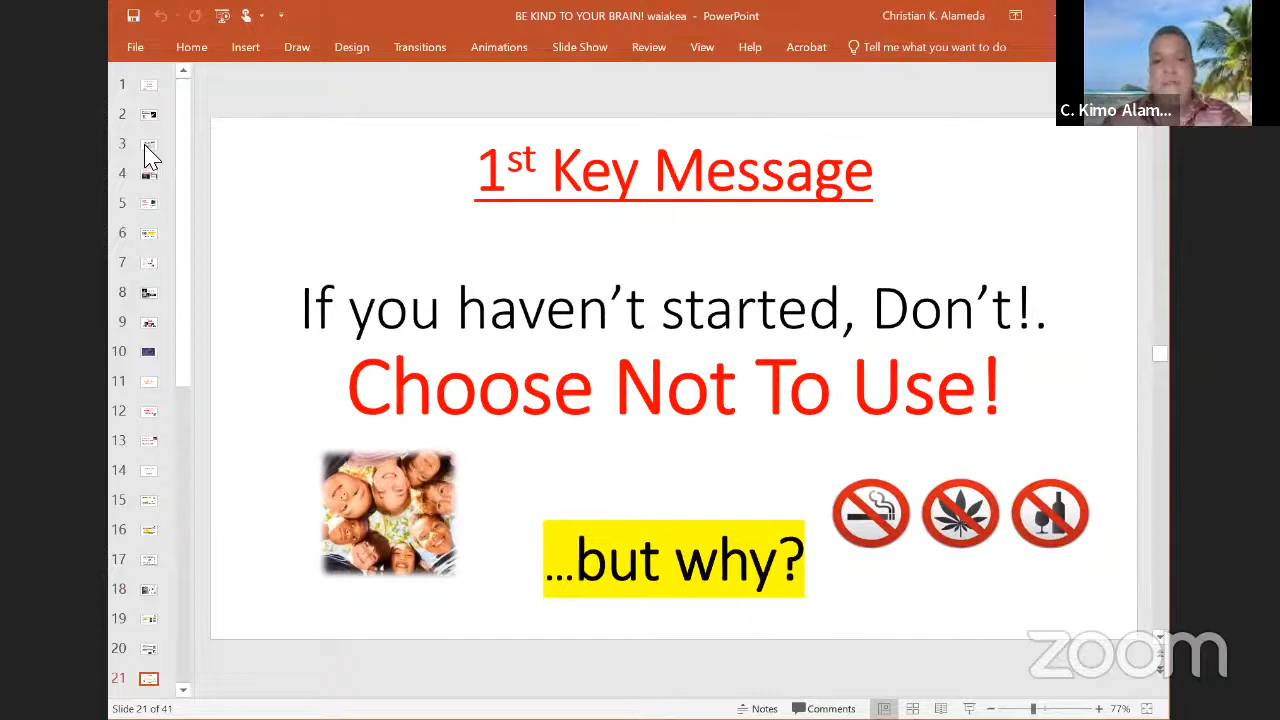 BE KIND TO YOUR BRAIN! waiakea - PowerPoint
Christian K. Alameda
File Home Insert Draw Design Transitions Animations Slide Show Review View Help Acrobat Tell me what you want to do
C. Kimo Alam...
1
2
3
4
5
6
7
8
9
10
11
12
13
14
15
16
17
18
19
20
21
1st Key Message
If you haven't started, Don't!.
Choose Not To Use!
...but why?
zoom
Slide 21 of 41
Notes Comments
77%